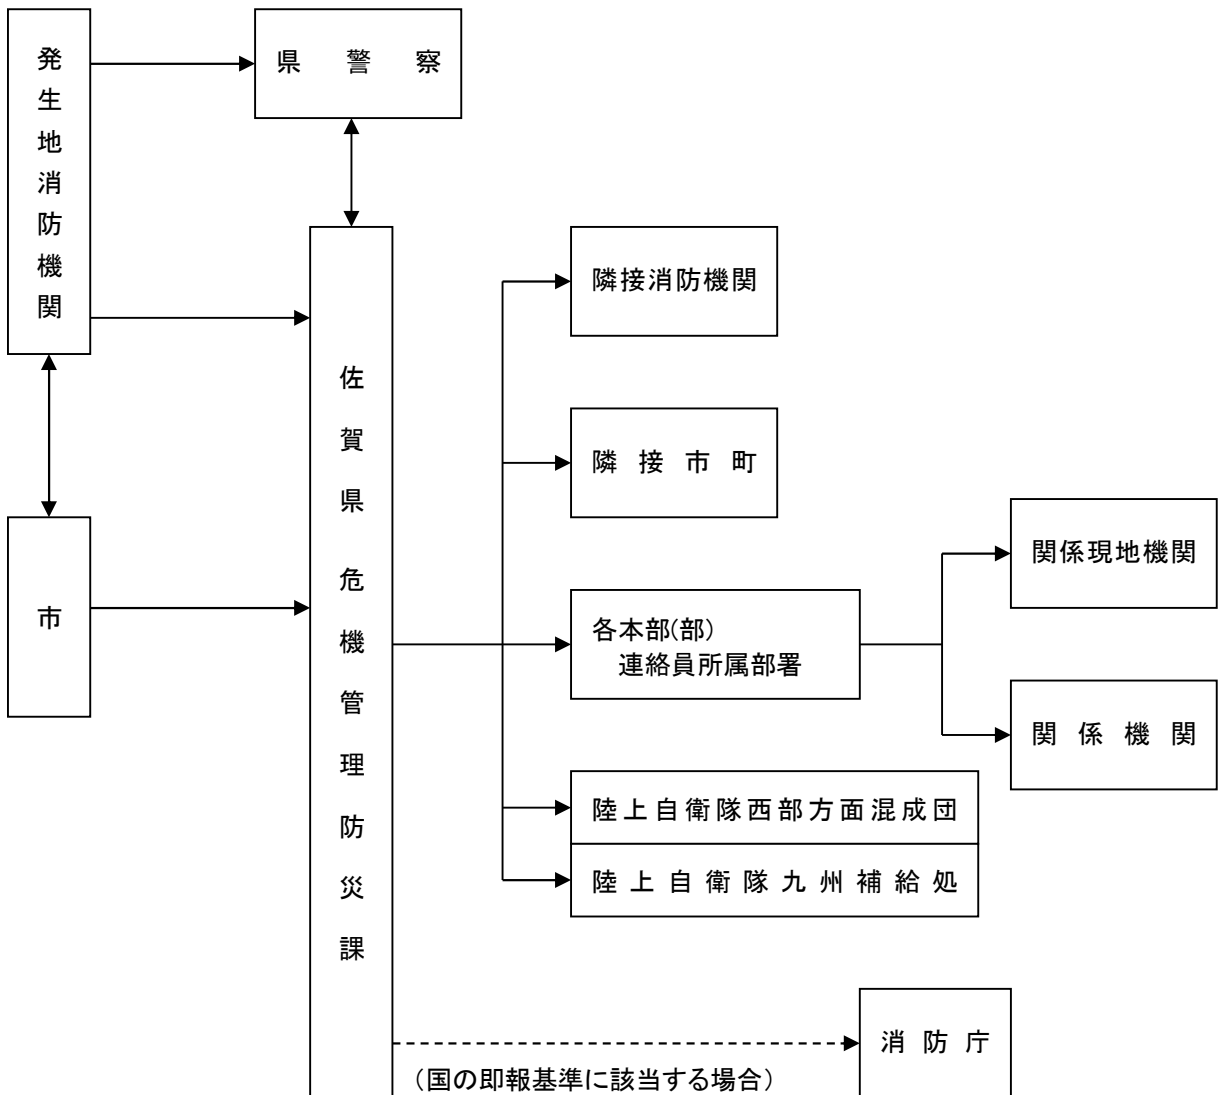 発生地消防機関
県警察
隣接消防機関
佐賀県 危機管理防災課
隣接市町
関係現地機関
市
各本部(部)
連絡員所属部署
関係機関
陸上自衛隊西部方面混成団
陸上自衛隊九州補給処
消防庁
（国の即報基準に該当する場合）